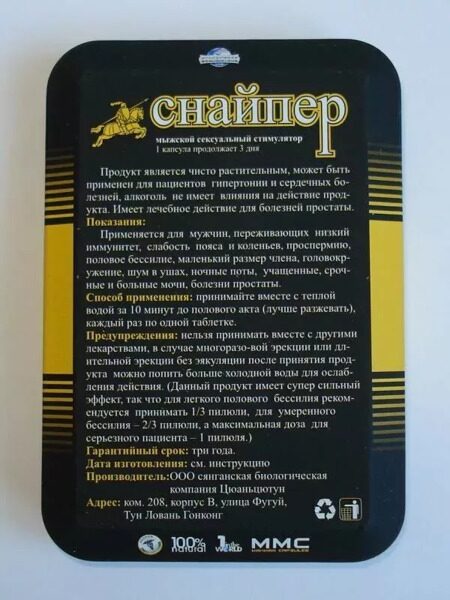 снайпер
мyжской сексуальный стимулятор
1 капсула продолжает 3 дня
Продукт является чисто растительным, может быть
применен для пациентов гипертонии и сердечных бо-
лезней, алкоголь не имеет влияния на действие прод-
укта. Имеет лечебное действие для болезней простаты.
Показания:
Применяется для мужчин, переживающих низкий
иммунитет, слабость пояса и коленьев, проспермию,
половое бессилие, маленький размер члена, головокр-
ужение, шум в ушах, ночные поты, учащенные, сроч-
ные и больные мочи, болезни простаты.
Способ применения: принимайте вместе с теплой
водой за 10 минут до полового акта (лучше разжевать),
каждый раз по одной таблетке.
Предупреждения: нельзя принимать вместе с другими
лекарствами, в случае многоразо-вой эрекции или дл-
ительной эрекции без эякуляции после принятия прод-
укта можно попить больше холодной воды для ослаб-
ления действия. (Данный продукт имеет супер сильный
эффект, так что для легкого полового бессилия реком-
ендуется принимать 1/3 пилюли, для умеренного
бессилия – 2/3 пилюли, а максимальная доза для
серьезного пациента – 1 пилюля.)
Гарантийный срок: три года.
Дата изготовления: см. инструкцию
Производитель:ООО сянганская биологическая
компания Цюаньцютун
Адрес: ком. 208, корпус В, улица Фугуй,
Тун Ловань Гонконг
100% natural
1 in the WORLD
MMC